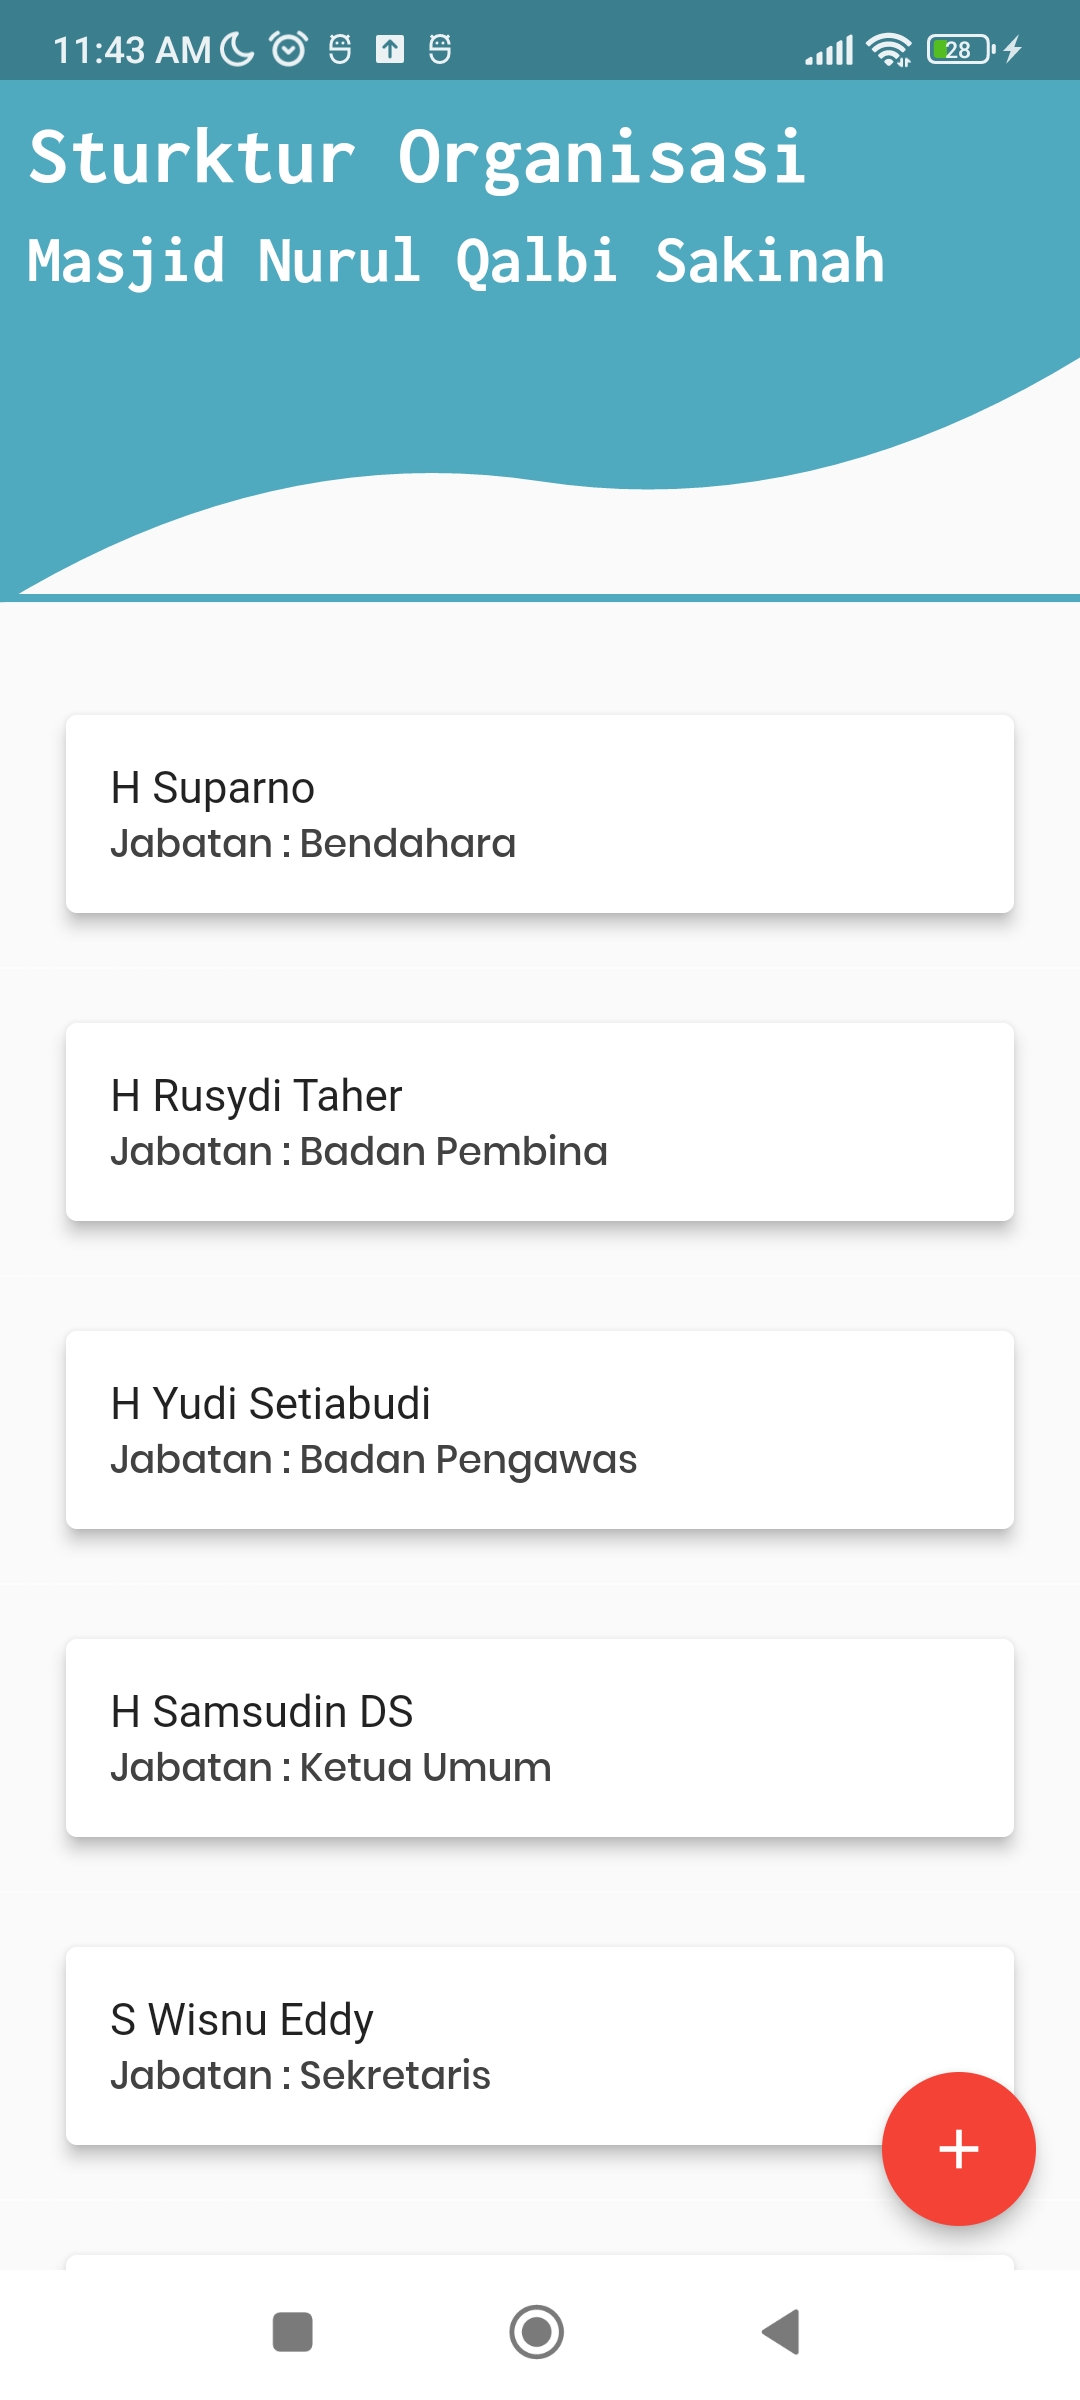 11:43 AM
28
Sturktur Organisasi
Masjid Nurul Qalbi Sakinah
H Suparno
Jabatan : Bendahara
H Rusydi Taher
Jabatan : Badan Pembina
H Yudi Setiabudi
Jabatan : Badan Pengawas
H Samsudin DS
Jabatan : Ketua Umum
S Wisnu Eddy
Jabatan : Sekretaris